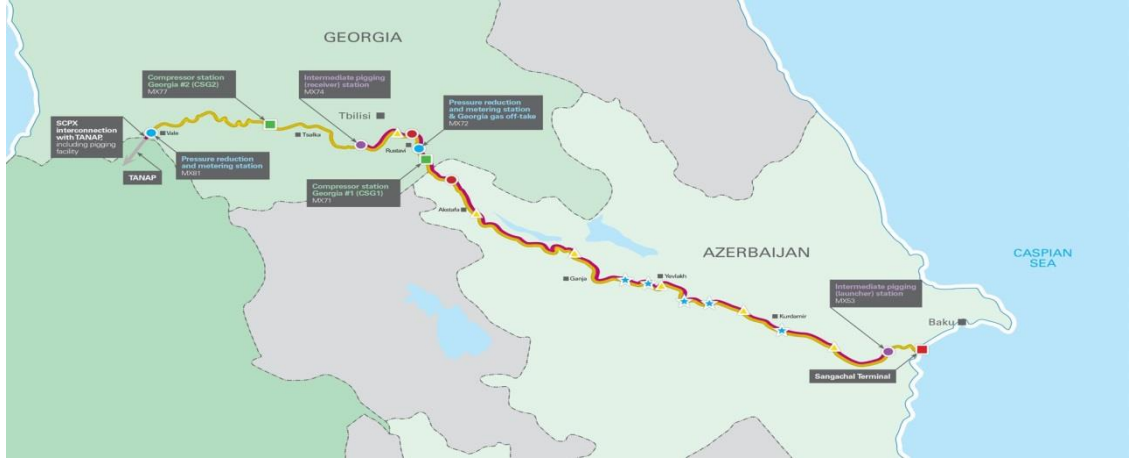 GEORGIA
Compressor station
Georgia #2 (CSG2)
MX77
Intermediate pigging
(receiver) station
MX74
Tbilisi
Pressure reduction
and metering station
& Georgia gas off-take
MX72
SCPX
interconnection
with TANAP,
including pigging
facility
Vale
Tsalka
Rustavi
Pressure reduction
and metering station
MX81
TANAP
Compressor station
Georgia #1 (CSG1)
MX71
Akstafa
AZERBAIJAN
CASPIAN
SEA
Ganja
Yevlakh
Intermediate pigging
(launcher) station
MX53
Kurdamir
Baku
Sangachal Terminal